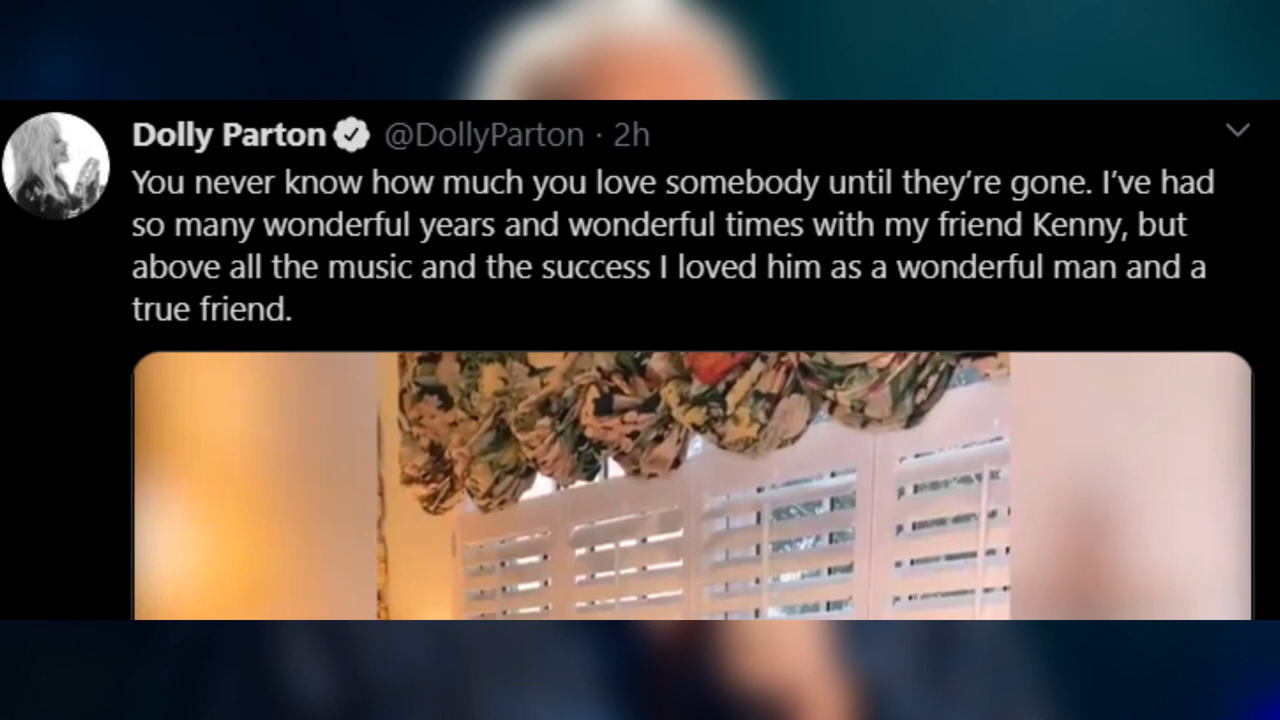 Dolly Parton @DollyParton · 2h
You never know how much you love somebody until they’re gone. I’ve had
so many wonderful years and wonderful times with my friend Kenny, but
above all the music and the success I loved him as a wonderful man and a
true friend.